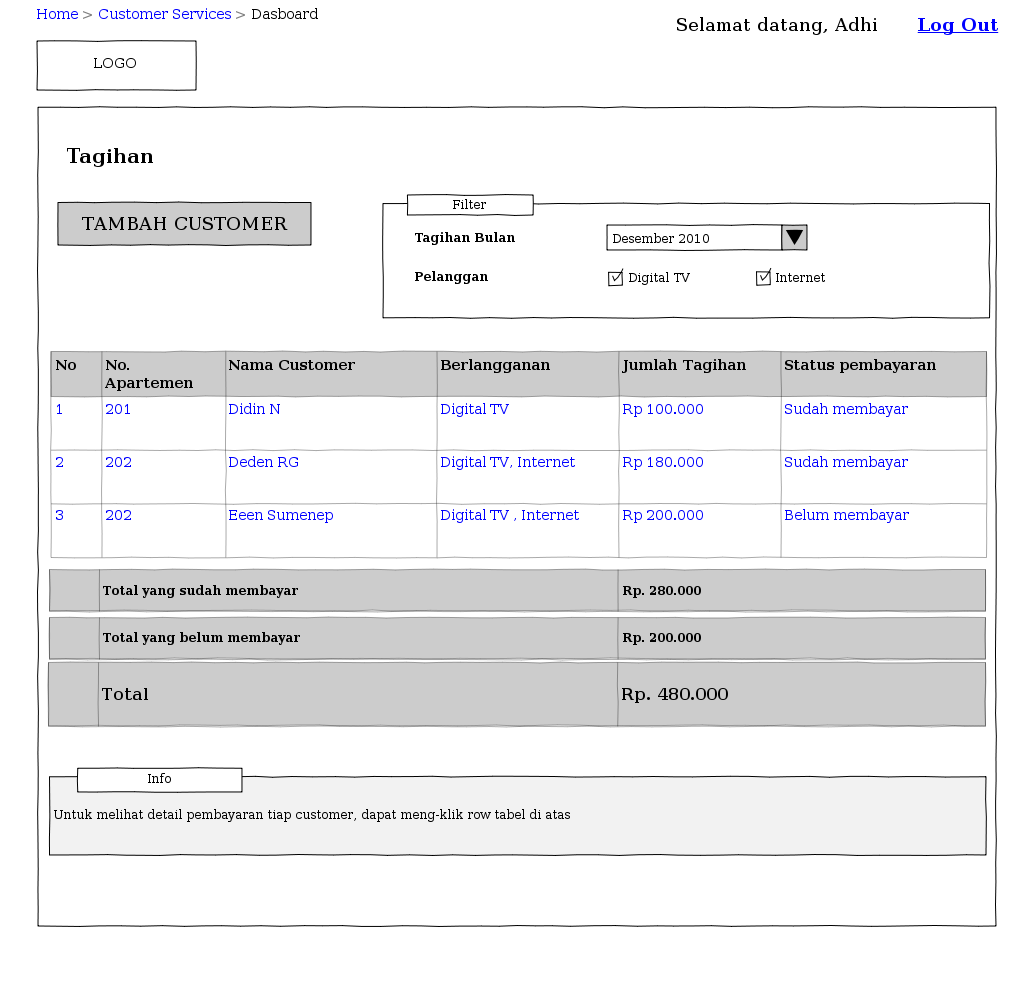 Home > Customer Services > Dasboard
Selamat datang, Adhi Log Out
LOGO
Tagihan
TAMBAH CUSTOMER
Filter
Tagihan Bulan Desember 2010
Pelanggan Digital TV Internet
No No. Apartemen Nama Customer Berlangganan Jumlah Tagihan Status pembayaran
1 201 Didin N Digital TV Rp 100.000 Sudah membayar
2 202 Deden RG Digital TV, Internet Rp 180.000 Sudah membayar
3 202 Eeen Sumenep Digital TV , Internet Rp 200.000 Belum membayar
Total yang sudah membayar Rp. 280.000
Total yang belum membayar Rp. 200.000
Total Rp. 480.000
Info
Untuk melihat detail pembayaran tiap customer, dapat meng-klik row tabel di atas